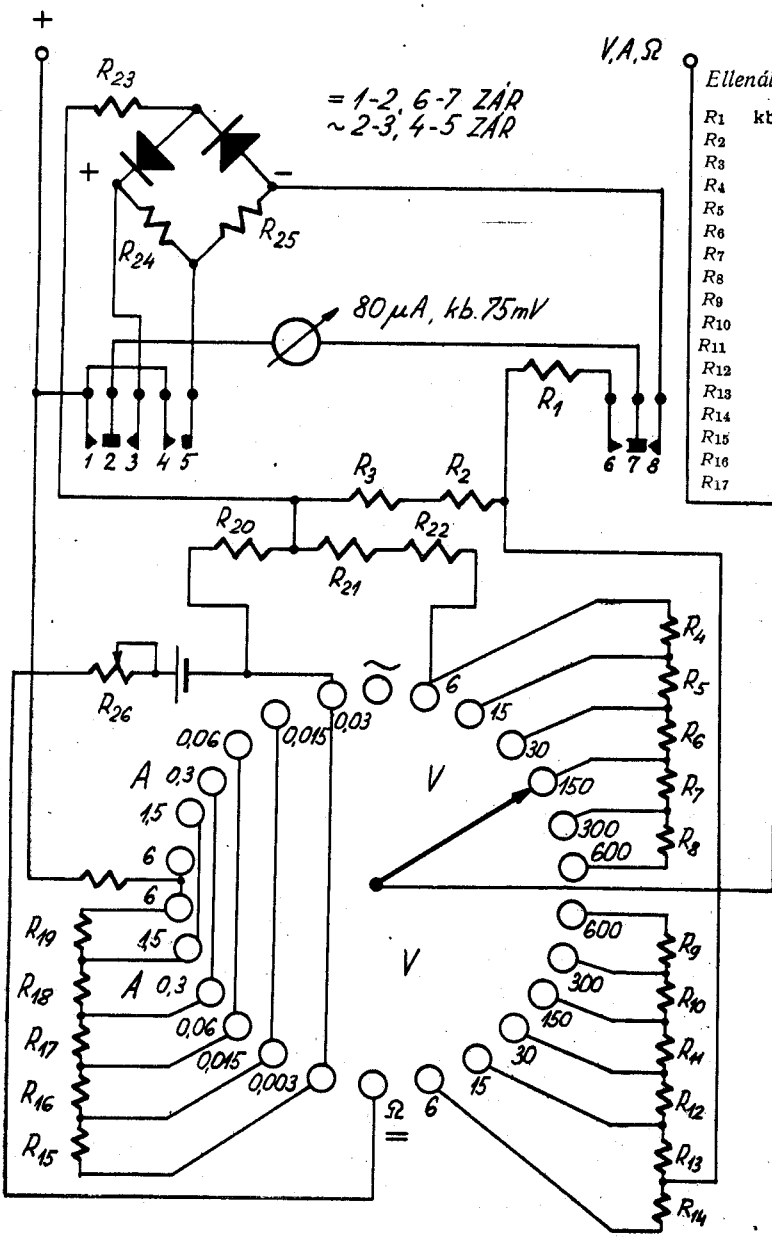 +
V,A,Ω
R23
= 1-2, 6-7 ZÁR
~ 2-3, 4-5 ZÁR
+
-
R24
R25
80 μA, kb. 75mV
R1
1 2 3 4 5
6 7 8
R3
R2
R20
R21
R22
R26
~
0,03
0,015
0,06
A 0,3
1,5
6
6
1,5
A 0,3
0,06
0,015
0,003
Ω
=
V
6
15
30
150
300
600
V
600
300
150
30
15
6
R4
R5
R6
R7
R8
R9
R10
R11
R12
R13
R14
R19
R18
R17
R16
R15
R1 kb
R2
R3
R4
R5
R6
R7
R8
R9
R10
R11
R12
R13
R14
R15
R16
R17